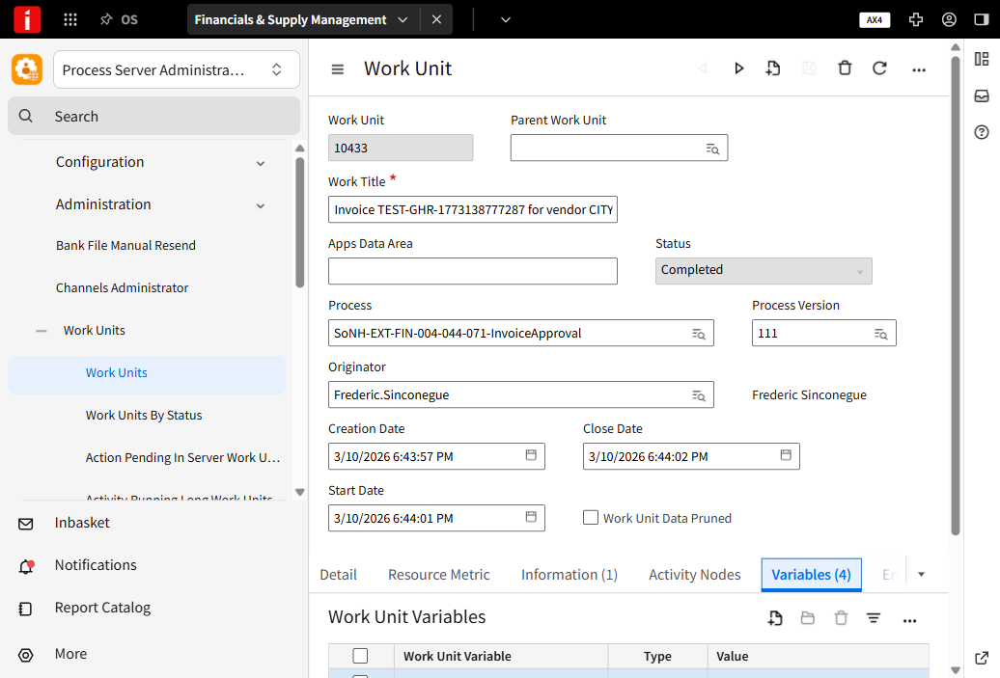 OS
Financials & Supply Management
AX4
Process Server Administra...
Search
Configuration
Administration
Bank File Manual Resend
Channels Administrator
Work Units
Work Units
Work Units By Status
Action Pending In Server Work U...
Activity Running Long Work Units
Inbasket
Notifications
Report Catalog
More
Work Unit
Work Unit
Parent Work Unit
10433
Work Title *
Invoice TEST-GHR-1773138777287 for vendor CITY
Apps Data Area
Status
Completed
Process
Process Version
SoNH-EXT-FIN-004-044-071-InvoiceApproval
111
Originator
Frederic.Sinconegue
Frederic Sinconegue
Creation Date
Close Date
3/10/2026 6:43:57 PM
3/10/2026 6:44:02 PM
Start Date
3/10/2026 6:44:01 PM
Work Unit Data Pruned
Detail
Resource Metric
Information (1)
Activity Nodes
Variables (4)
Work Unit Variables
Work Unit Variable
Type
Value